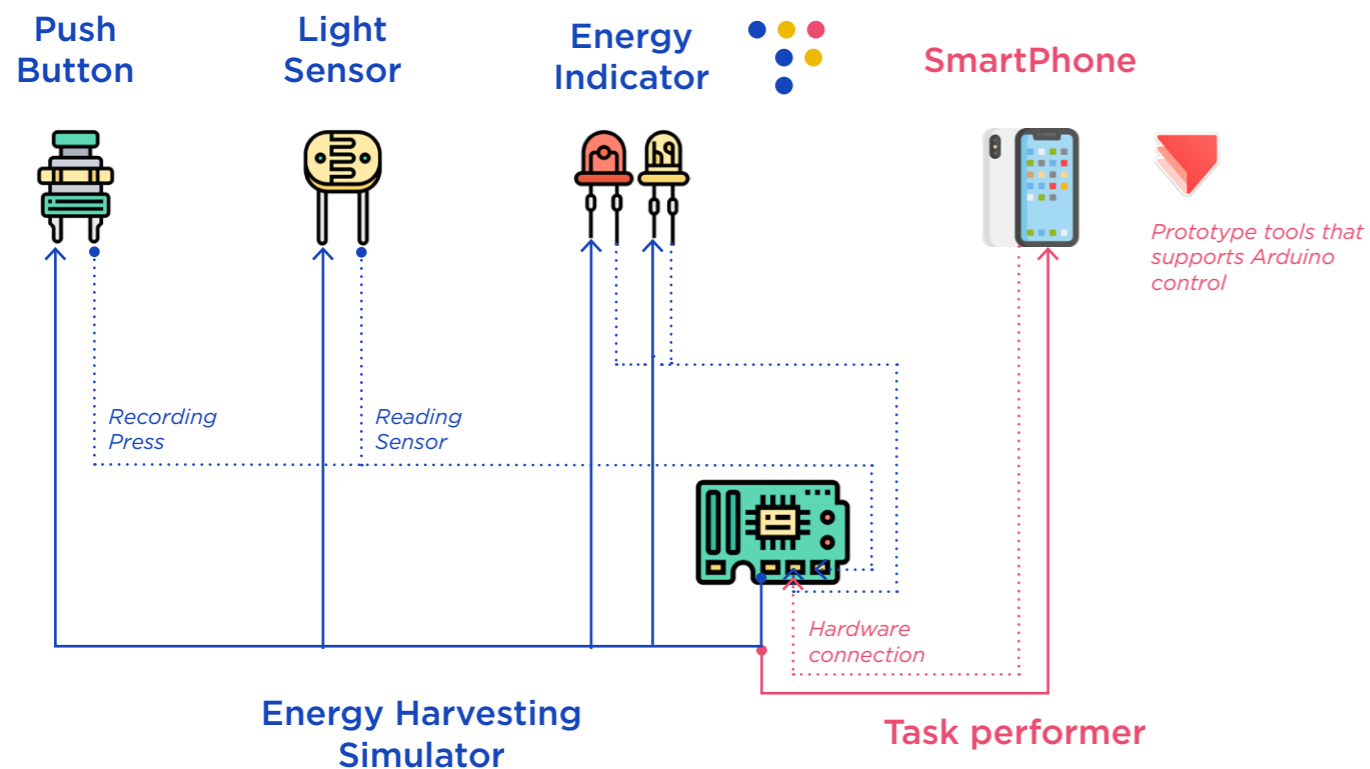 Push
Button
Light
Sensor
Energy
Indicator
SmartPhone
Prototype tools that
supports Arduino
control
Recording
Press
Reading
Sensor
Hardware
connection
Energy Harvesting
Simulator
Task performer